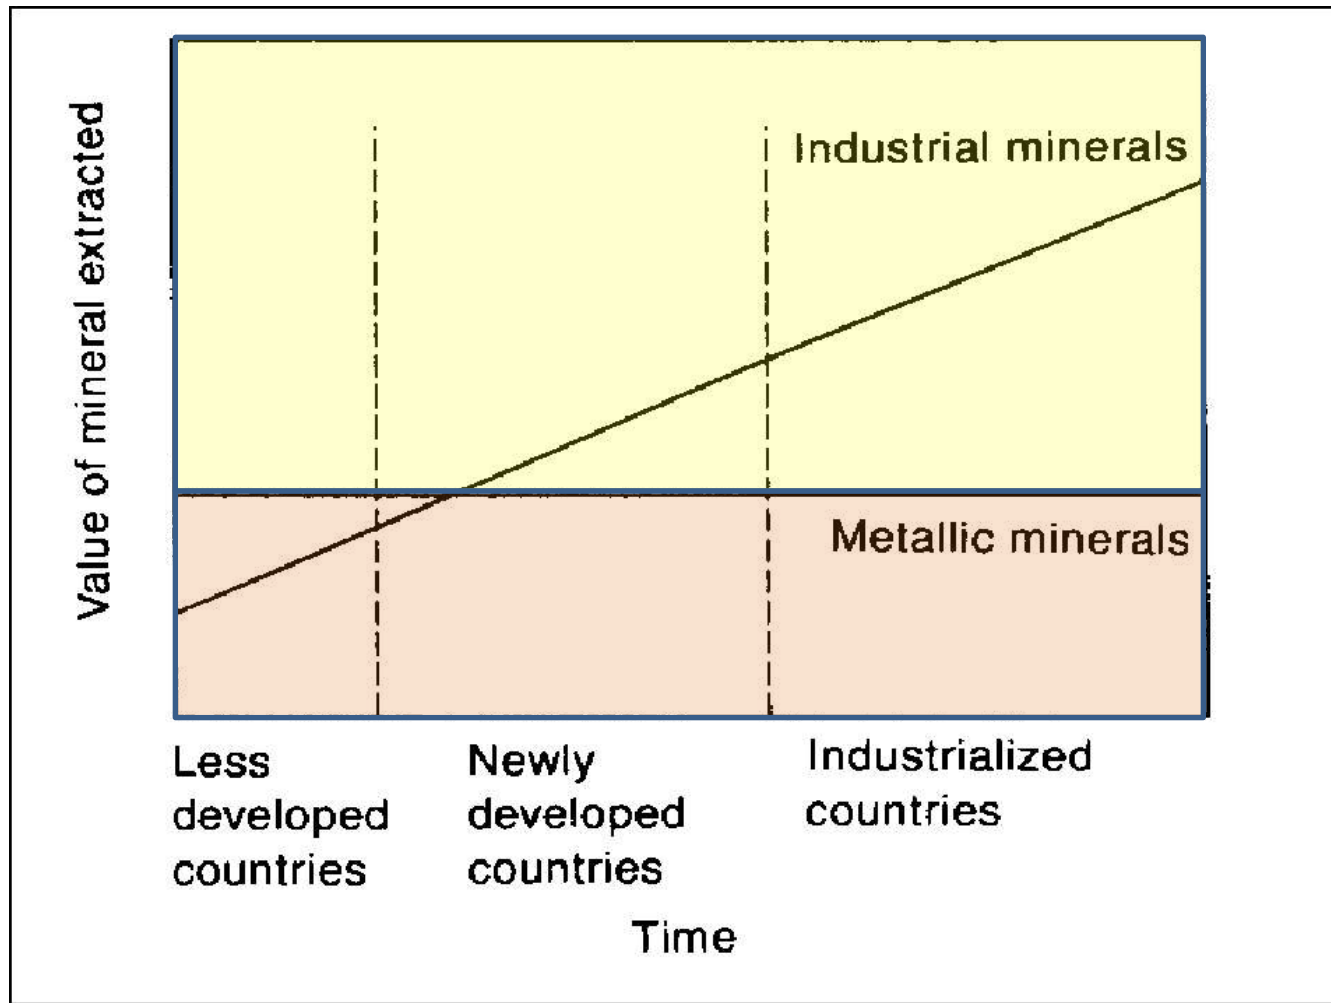 Value of mineral extracted
Industrial minerals
Metallic minerals
Less
developed
countries
Newly
developed
countries
Industrialized
countries
Time